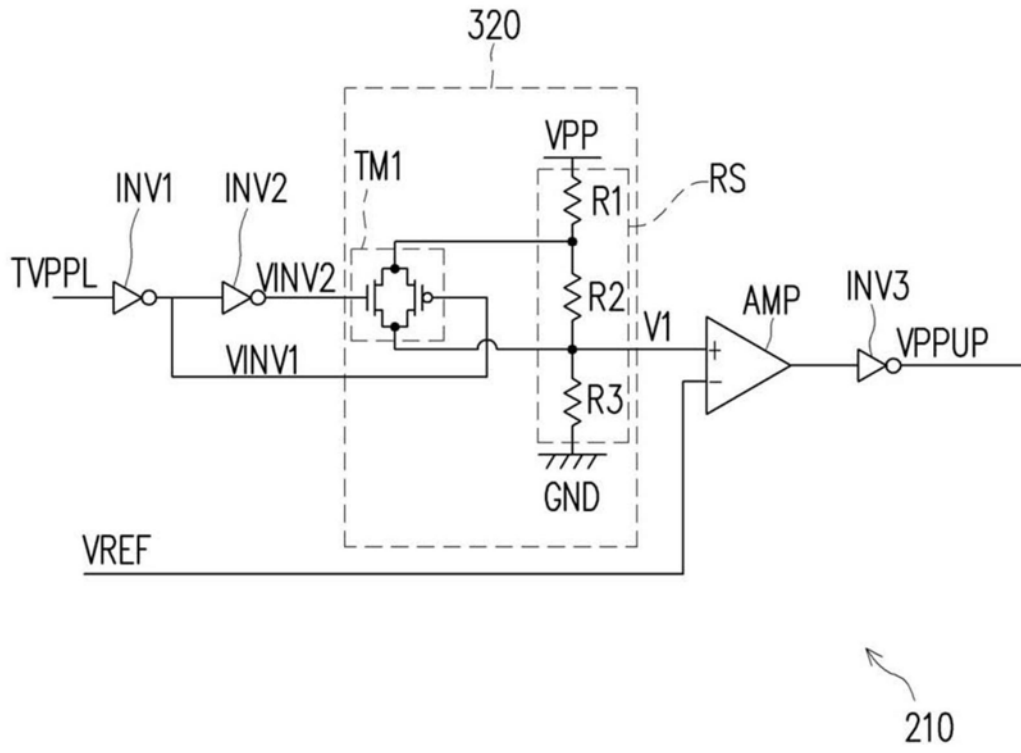 320
VPP
TM1
RS
INV1
INV2
R1
TVPPL
VINV2
R2
V1
AMP
INV3
VPPUP
+
VINV1
−
R3
GND
VREF
210